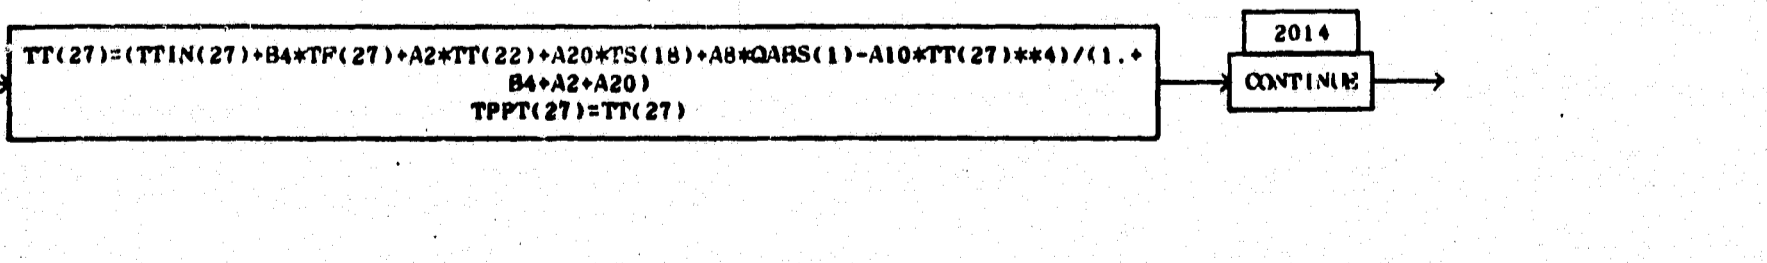 TT(27)=(TTIN(27)+B4*TF(27)+A2*TT(22)+A20*TS(18)+A8*QABS(1)-A10*TT(27)**4)/(1.+
B4+A2+A20)
TPPT(27)=TT(27)
2014
CONTINUE